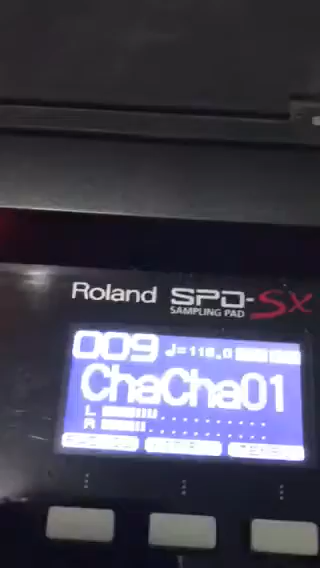 Roland SPD-SX
SAMPLING PAD
009 ♩=118.0
ChaCha01
L
R